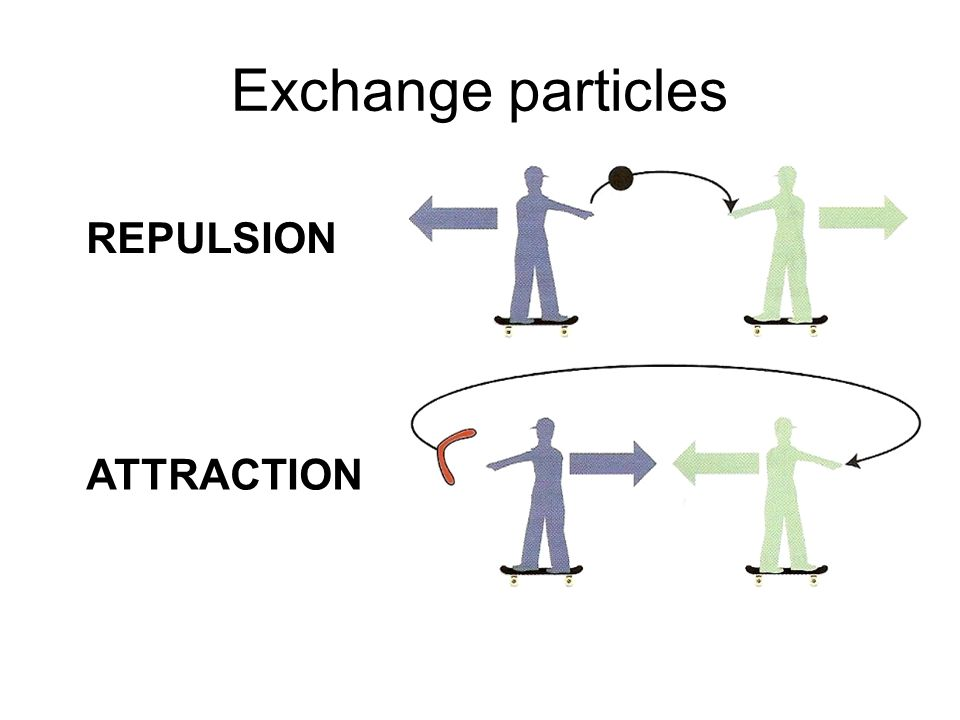 Exchange particles
REPULSION
ATTRACTION